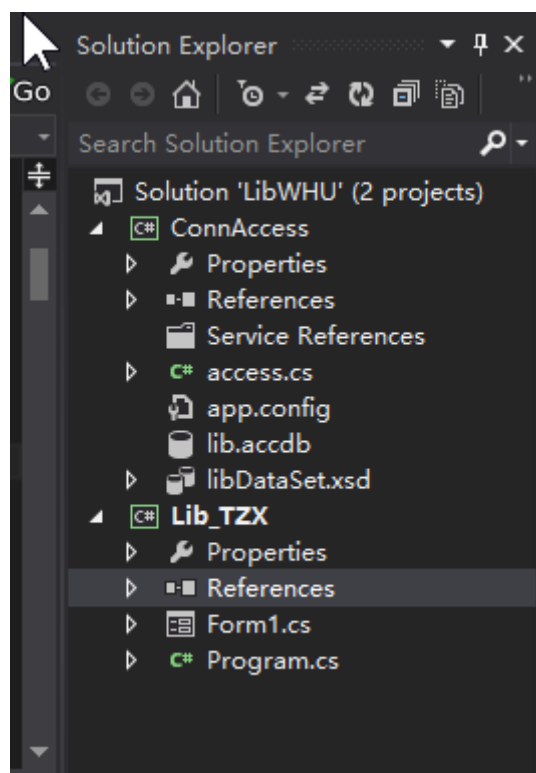 Solution Explorer
Go
Search Solution Explorer
Solution 'LibWHU' (2 projects)
C# ConnAccess
Properties
References
Service References
C# access.cs
app.config
lib.accdb
libDataSet.xsd
C# Lib_TZX
Properties
References
Form1.cs
C# Program.cs